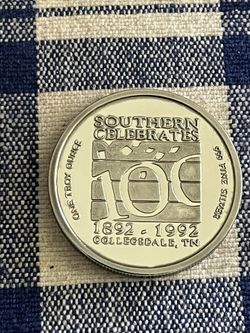 SOUTHERN
CELEBRATES
100
1892 - 1992
COLLEGEDALE, TN
ONE TROY OUNCE
.999 FINE SILVER